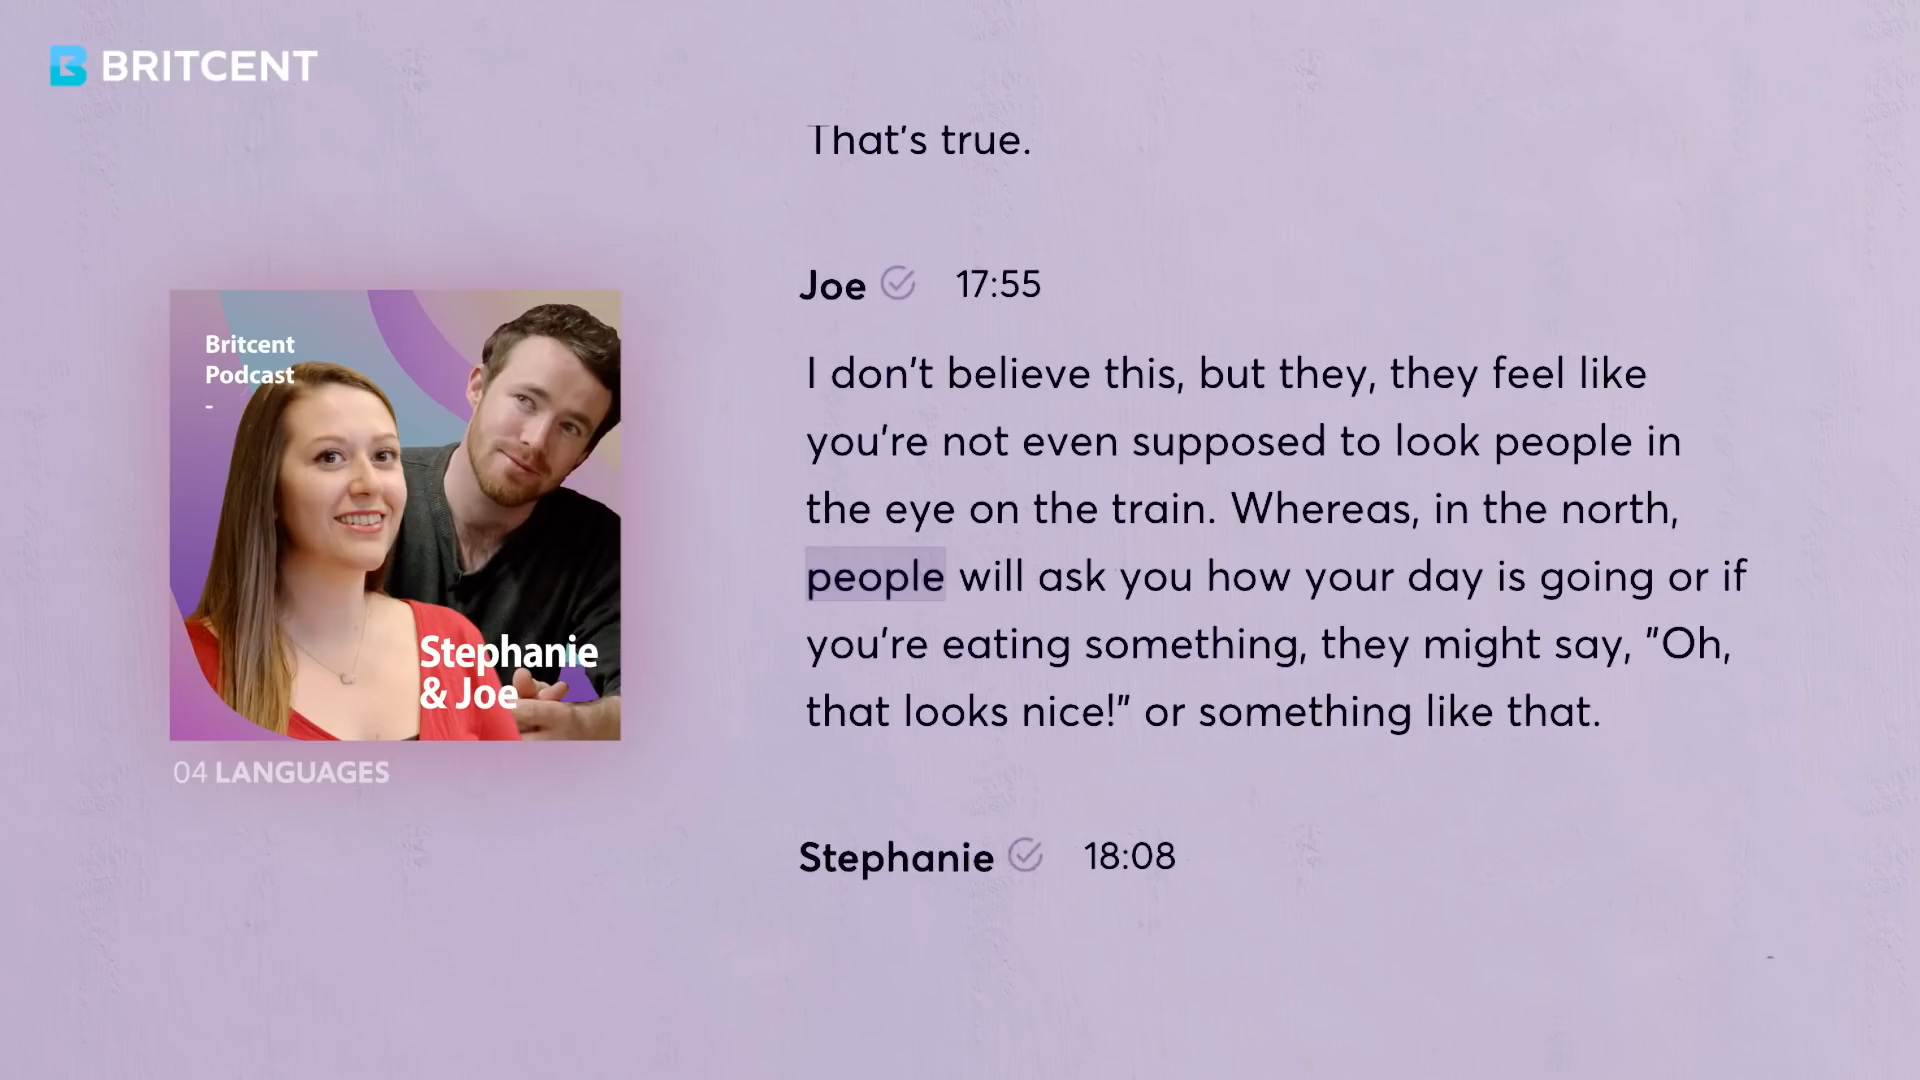 BRITCENT
That's true.
Joe 17:55
I don't believe this, but they, they feel like
you're not even supposed to look people in
the eye on the train. Whereas, in the north,
people will ask you how your day is going or if
you're eating something, they might say, "Oh,
that looks nice!" or something like that.
Stephanie 18:08
Britcent
Podcast
-
Stephanie
& Joe
04 LANGUAGES